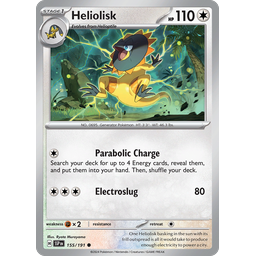 STAGE 1
Heliolisk
HP 110
Evolves from Helioptile
Parabolic Charge
Search your deck for up to 4 Energy cards, reveal them,
and put them into your hand. Then, shuffle your deck.
Electroslug 80
weakness ×2 resistance retreat
Illus. Ryota Murayama
155/191
One Heliolisk basking in the sun with its
frill outspread is all it would take to produce
enough electricity to power a city.